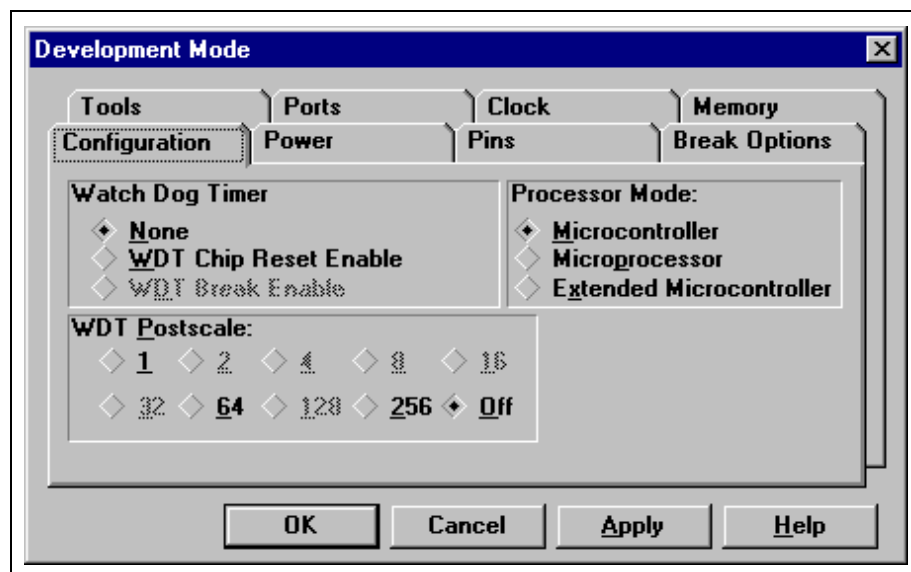 Development Mode
Tools Ports Clock Memory
Configuration Power Pins Break Options
Watch Dog Timer
None
WDT Chip Reset Enable
WDT Break Enable
Processor Mode:
Microcontroller
Microprocessor
Extended Microcontroller
WDT Postscale:
1 2 4 8 16
32 64 128 256 Off
OK Cancel Apply Help